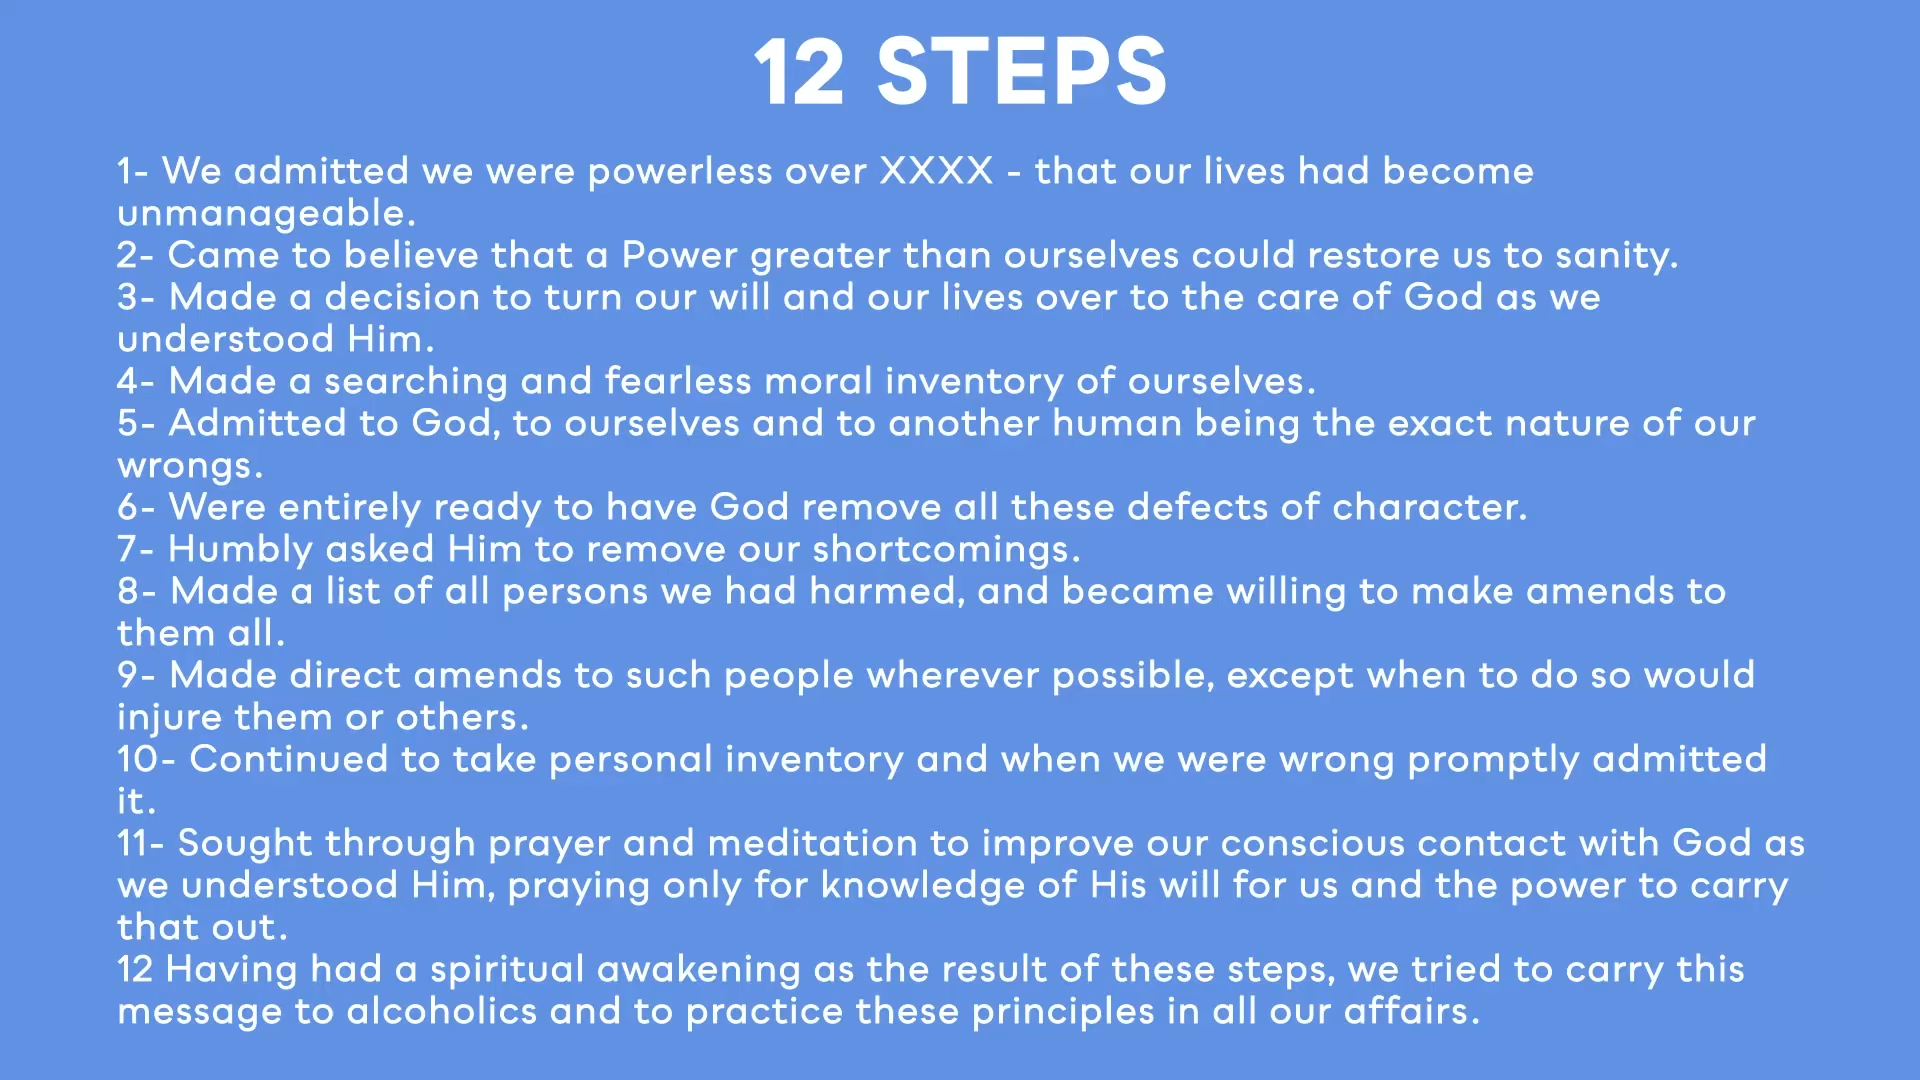 12 STEPS
1- We admitted we were powerless over XXXX - that our lives had become
unmanageable.
2- Came to believe that a Power greater than ourselves could restore us to sanity.
3- Made a decision to turn our will and our lives over to the care of God as we
understood Him.
4- Made a searching and fearless moral inventory of ourselves.
5- Admitted to God, to ourselves and to another human being the exact nature of our
wrongs.
6- Were entirely ready to have God remove all these defects of character.
7- Humbly asked Him to remove our shortcomings.
8- Made a list of all persons we had harmed, and became willing to make amends to
them all.
9- Made direct amends to such people wherever possible, except when to do so would
injure them or others.
10- Continued to take personal inventory and when we were wrong promptly admitted
it.
11- Sought through prayer and meditation to improve our conscious contact with God as
we understood Him, praying only for knowledge of His will for us and the power to carry
that out.
12 Having had a spiritual awakening as the result of these steps, we tried to carry this
message to alcoholics and to practice these principles in all our affairs.